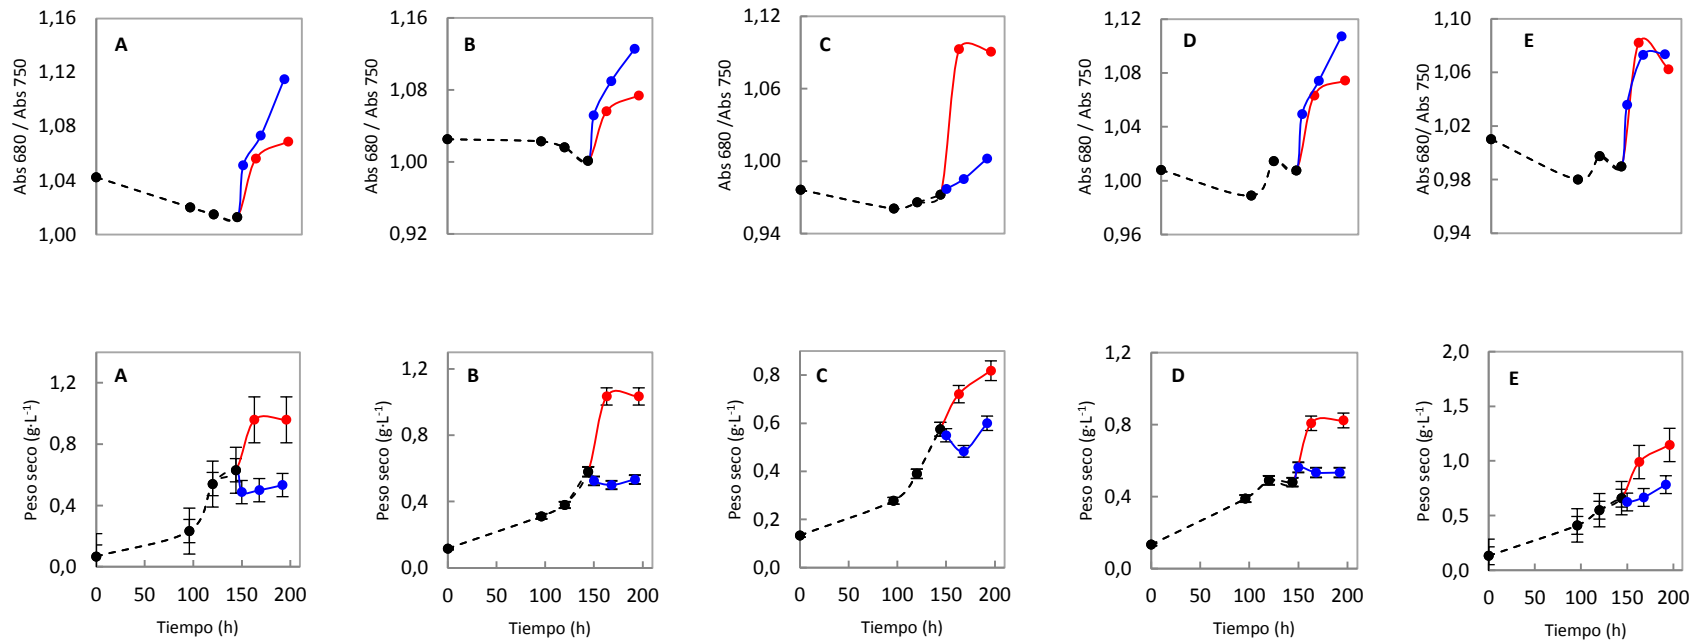 Abs 680 / Abs 750
1,16
1,12
1,08
1,04
1,00
A
Abs 680 / Abs 750
1,16
1,08
1,00
0,92
B
Abs 680 /Abs 750
1,12
1,06
1,00
0,94
C
Abs 680 / Abs 750
1,12
1,08
1,04
1,00
0,96
D
Abs 680/ Abs 750
1,10
1,06
1,02
0,98
0,94
E
Peso seco (g·L-1)
1,2
0,8
0,4
0,0
A
0 50 100 150 200
Tiempo (h)
Peso seco (g·L-1)
1,2
0,8
0,4
0,0
B
0 50 100 150 200
Tiempo (h)
Peso seco (g·L-1)
0,8
0,6
0,4
0,2
0,0
C
0 50 100 150 200
Tiempo (h)
Peso seco (g·L-1)
1,2
0,8
0,4
0,0
D
0 50 100 150 200
Tiempo (h)
Peso seco (g·L-1)
2,0
1,5
1,0
0,5
0,0
E
0 50 100 150 200
Tiempo (h)